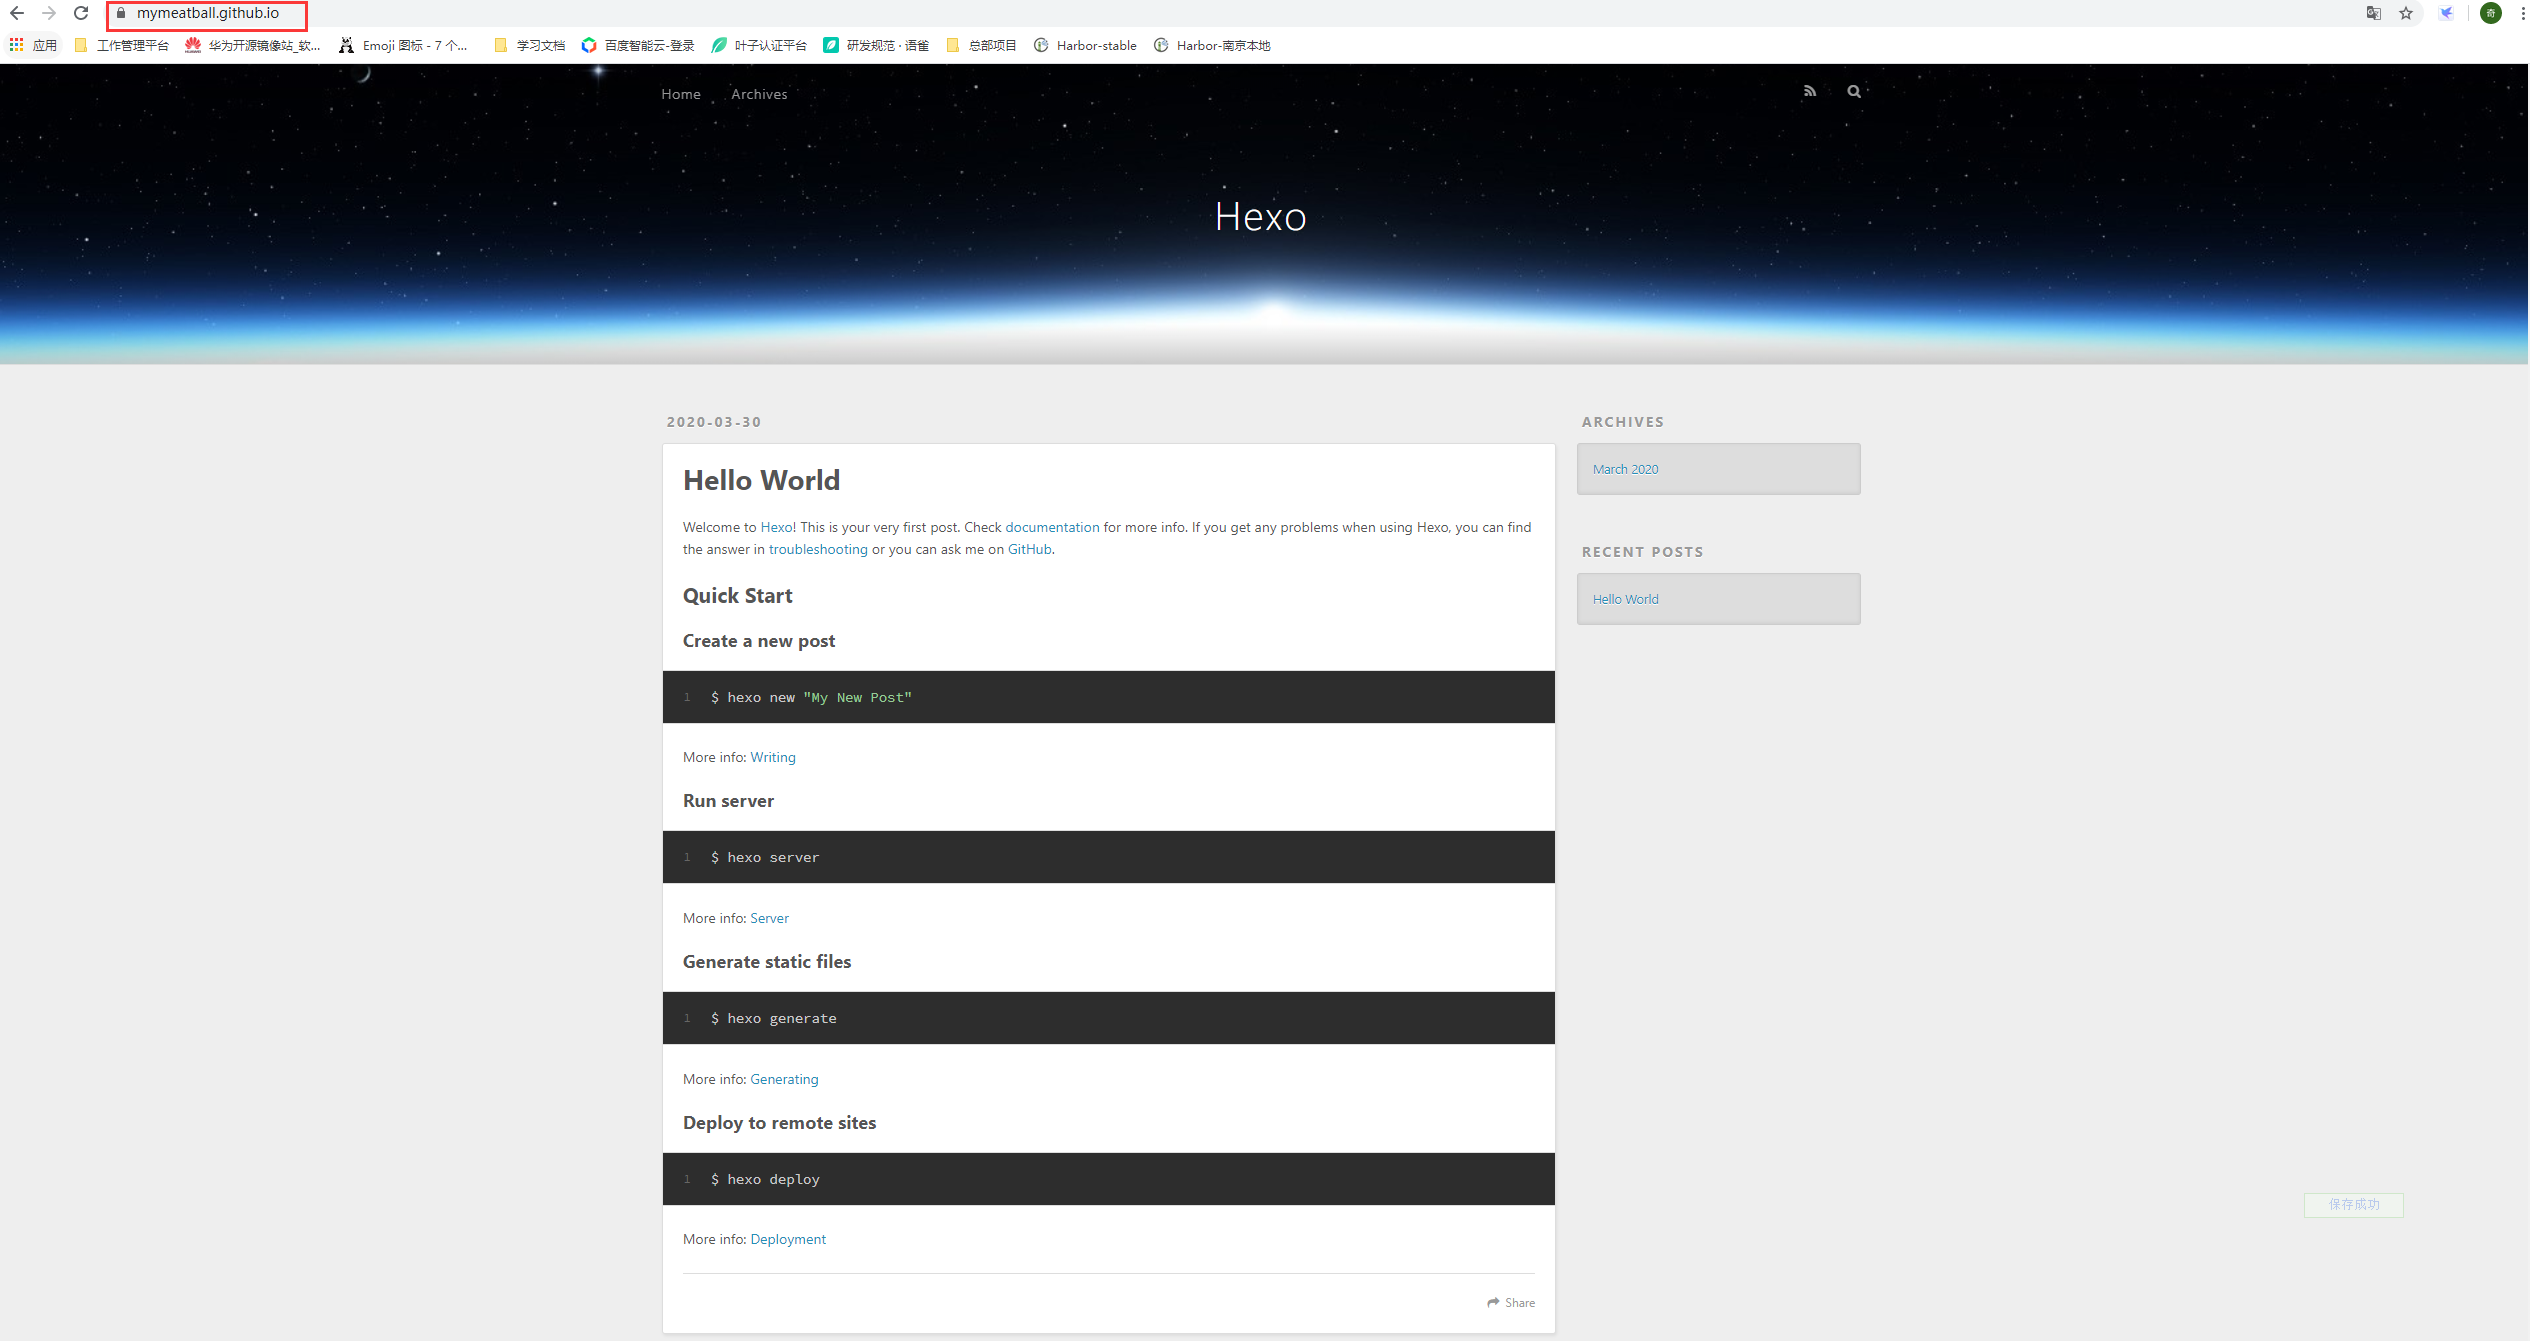 mymeatball.github.io
应用 工作管理平台 华为开源镜像站_软... Emoji 图标 - 7 个... 学习文档 百度智能云-登录 叶子认证平台 研发规范 · 语雀 总部项目 Harbor-stable Harbor-南京本地
奇
Home Archives
Hexo
2020-03-30
Hello World
Welcome to Hexo! This is your very first post. Check documentation for more info. If you get any problems when using Hexo, you can find
the answer in troubleshooting or you can ask me on GitHub.
Quick Start
Create a new post
1 $ hexo new "My New Post"
More info: Writing
Run server
1 $ hexo server
More info: Server
Generate static files
1 $ hexo generate
More info: Generating
Deploy to remote sites
1 $ hexo deploy
More info: Deployment
Share
ARCHIVES
March 2020
RECENT POSTS
Hello World
保存成功